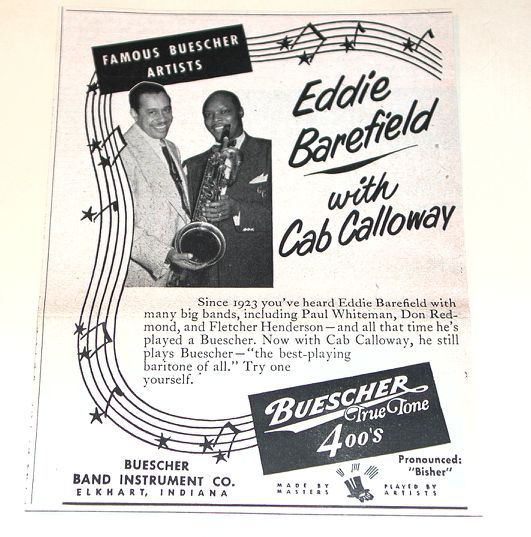 FAMOUS BUESCHER
ARTISTS
Eddie
Barefield
with
Cab Calloway
Since 1923 you've heard Eddie Barefield with
many big bands, including Paul Whiteman, Don Red-
mond, and Fletcher Henderson—and all that time he's
played a Buescher. Now with Cab Calloway, he still
plays Buescher—"the best-playing
baritone of all." Try one
yourself.
BUESCHER
True Tone
400's
Pronounced:
"Bisher"
BUESCHER
BAND INSTRUMENT CO.
ELKHART, INDIANA
MADE BY
MASTERS
PLAYED BY
ARTISTS